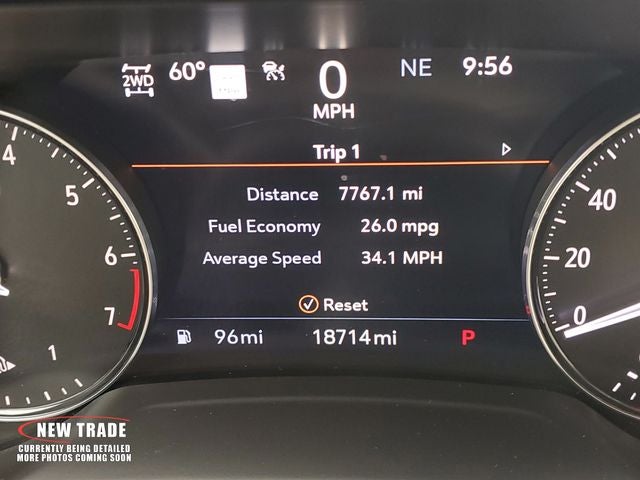 2WD 60° 0 NE 9:56
MPH
Trip 1
Distance 7767.1 mi
Fuel Economy 26.0 mpg
Average Speed 34.1 MPH
Reset
96mi 18714mi P
4
5
6
7
1
40
20
0
NEW TRADE
CURRENTLY BEING DETAILED
MORE PHOTOS COMING SOON